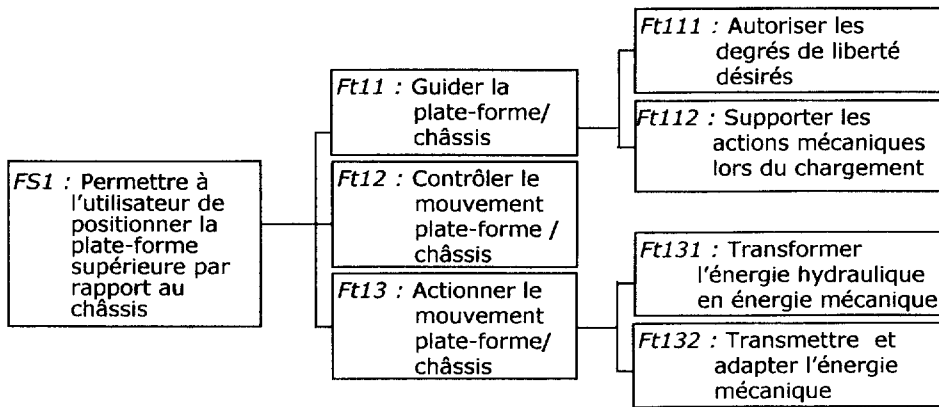 FS1 : Permettre à
l'utilisateur de
positionner la
plate-forme
supérieure par
rapport au
châssis
Ft11 : Guider la
plate-forme/
châssis
Ft12 : Contrôler le
mouvement
plate-forme /
châssis
Ft13 : Actionner le
mouvement
plate-forme/
châssis
Ft111 : Autoriser les
degrés de liberté
désirés
Ft112 : Supporter les
actions mécaniques
lors du chargement
Ft131 : Transformer
l'énergie hydraulique
en énergie mécanique
Ft132 : Transmettre et
adapter l'énergie
mécanique